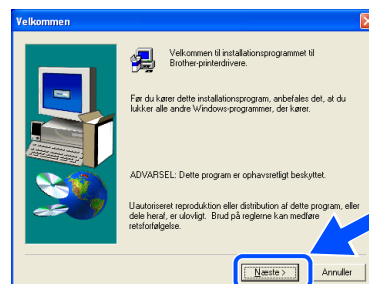 Velkommen
Velkommen til installationsprogrammet til
Brother-printerdrivere.
Før du kører dette installationsprogram, anbefales det, at du
lukker alle andre Windows-programmer, der kører.
ADVARSEL: Dette program er ophavsretligt beskyttet.
Uautoriseret reproduktion eller distribution af dette program, eller
dele heraf, er ulovligt. Brud på reglerne kan medføre
retsforfølgelse.
Næste >
Annuller